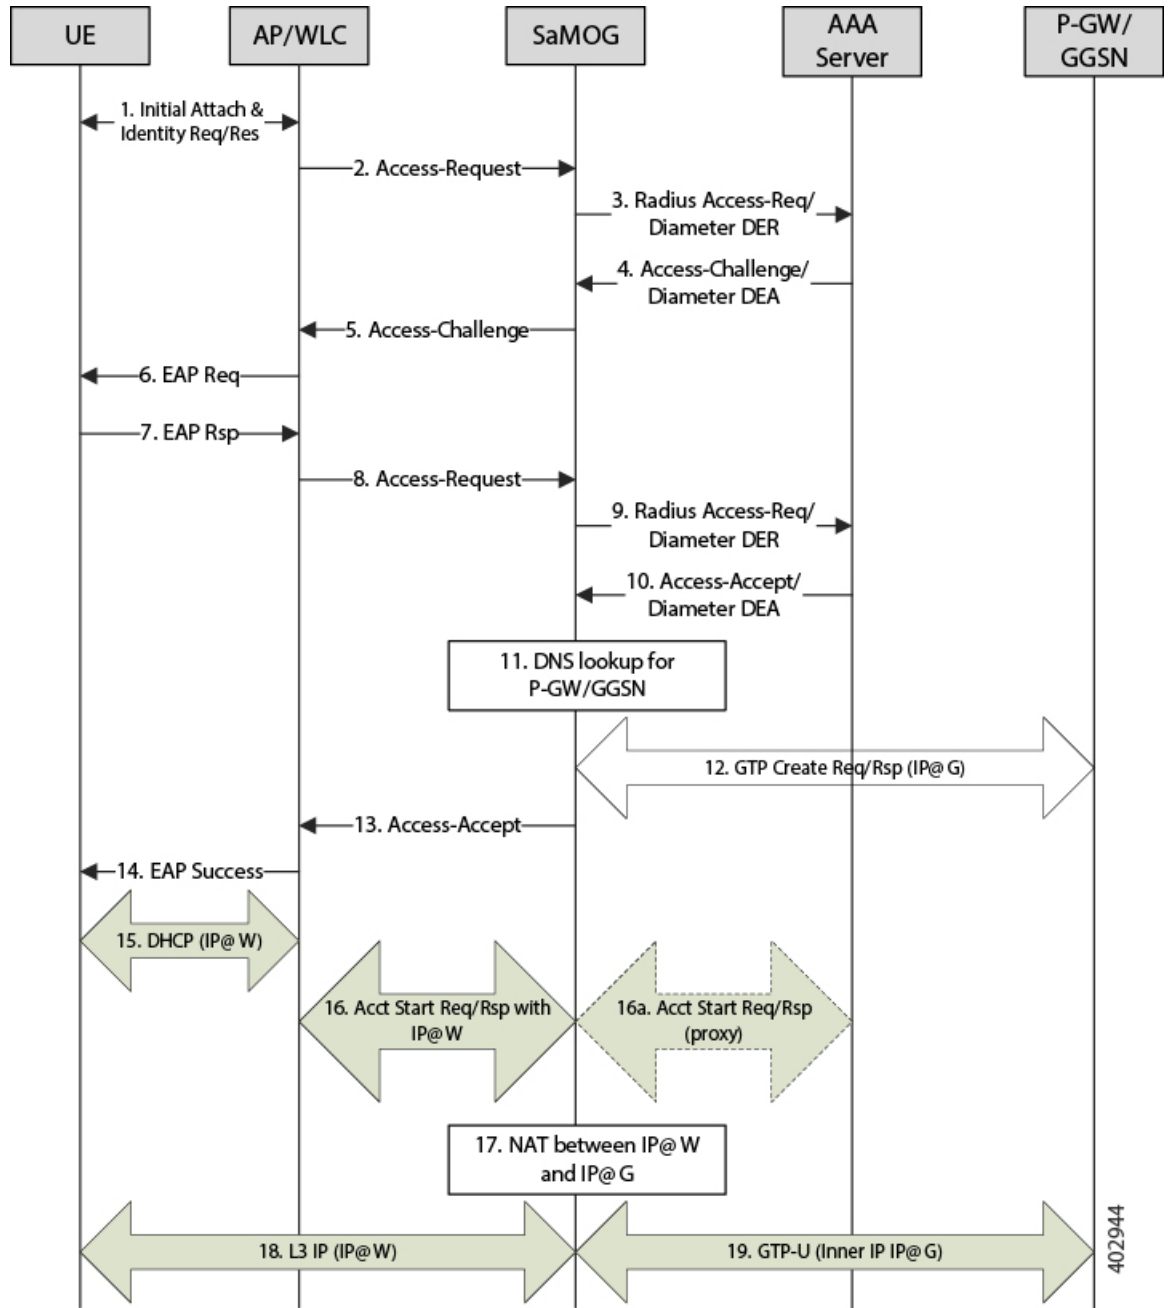 UE
AP/WLC
SaMOG
AAA
Server
P-GW/
GGSN
1. Initial Attach &
Identity Req/Res
2. Access-Request
3. Radius Access-Req/
Diameter DER
4. Access-Challenge/
Diameter DEA
5. Access-Challenge
6. EAP Req
7. EAP Rsp
8. Access-Request
9. Radius Access-Req/
Diameter DER
10. Access-Accept/
Diameter DEA
11. DNS lookup for
P-GW/GGSN
12. GTP Create Req/Rsp (IP@G)
13. Access-Accept
14. EAP Success
15. DHCP (IP@W)
16. Acct Start Req/Rsp with
IP@W
16a. Acct Start Req/Rsp
(proxy)
17. NAT between IP@W
and IP@G
18. L3 IP (IP@W)
19. GTP-U (Inner IP IP@G)
402944